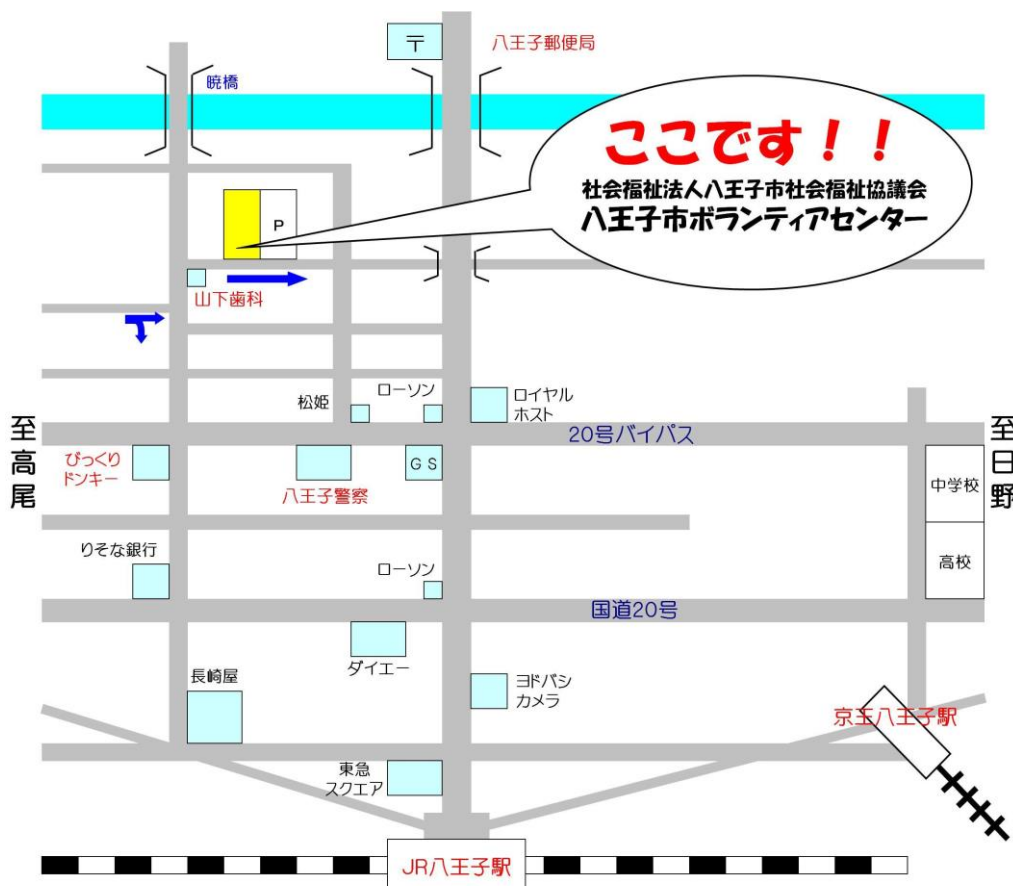 〒
八王子郵便局
暁橋
ここです！！
社会福祉法人八王子市社会福祉協議会
八王子市ボランティアセンター
P
山下歯科
松姫
ローソン
ロイヤル
ホスト
至高尾
20号バイパス
至日野
びっくり
ドンキー
八王子警察
GS
中学校
りそな銀行
ローソン
高校
国道20号
ダイエー
長崎屋
ヨドバシ
カメラ
京王八王子駅
東急
スクエア
JR八王子駅